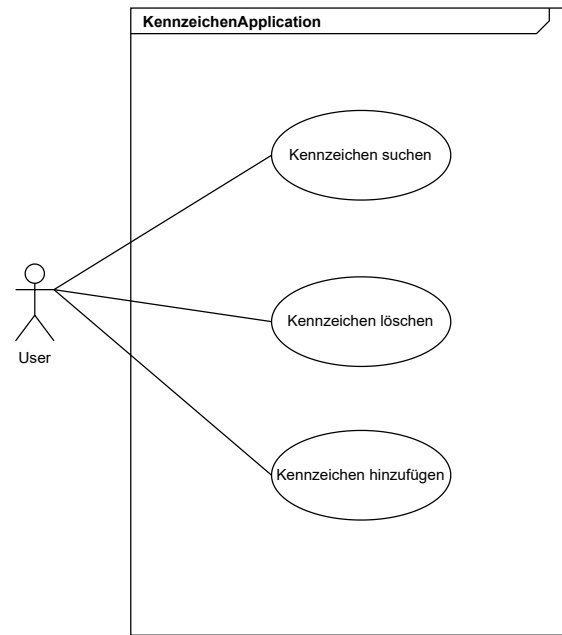 KennzeichenApplication
Kennzeichen suchen
Kennzeichen löschen
User
Kennzeichen hinzufügen